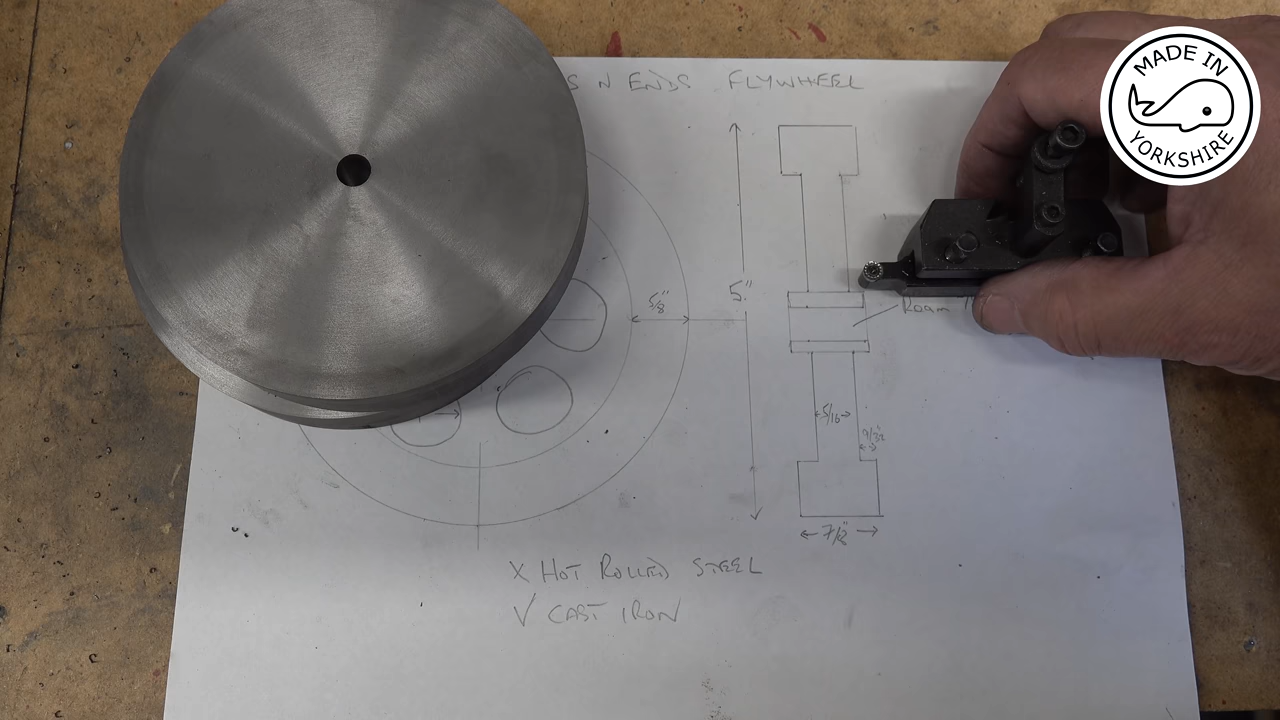 MADE IN
YORKSHIRE
S N ENDS FLYWHEEL
5/8"
5"
Ream
5/16
9/32
7/8"
X HOT ROLLED STEEL
V CAST IRON